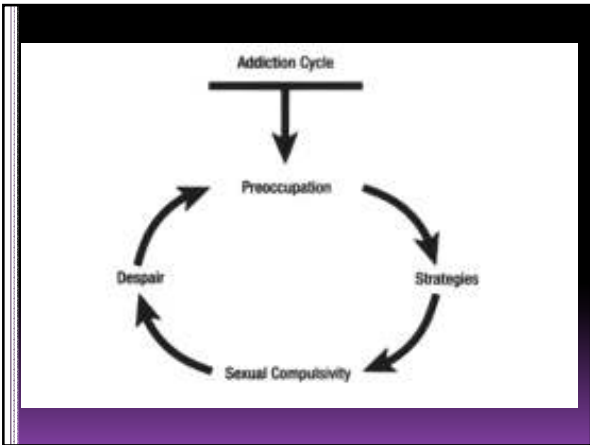 Addiction Cycle
Preoccupation
Strategies
Sexual Compulsivity
Despair